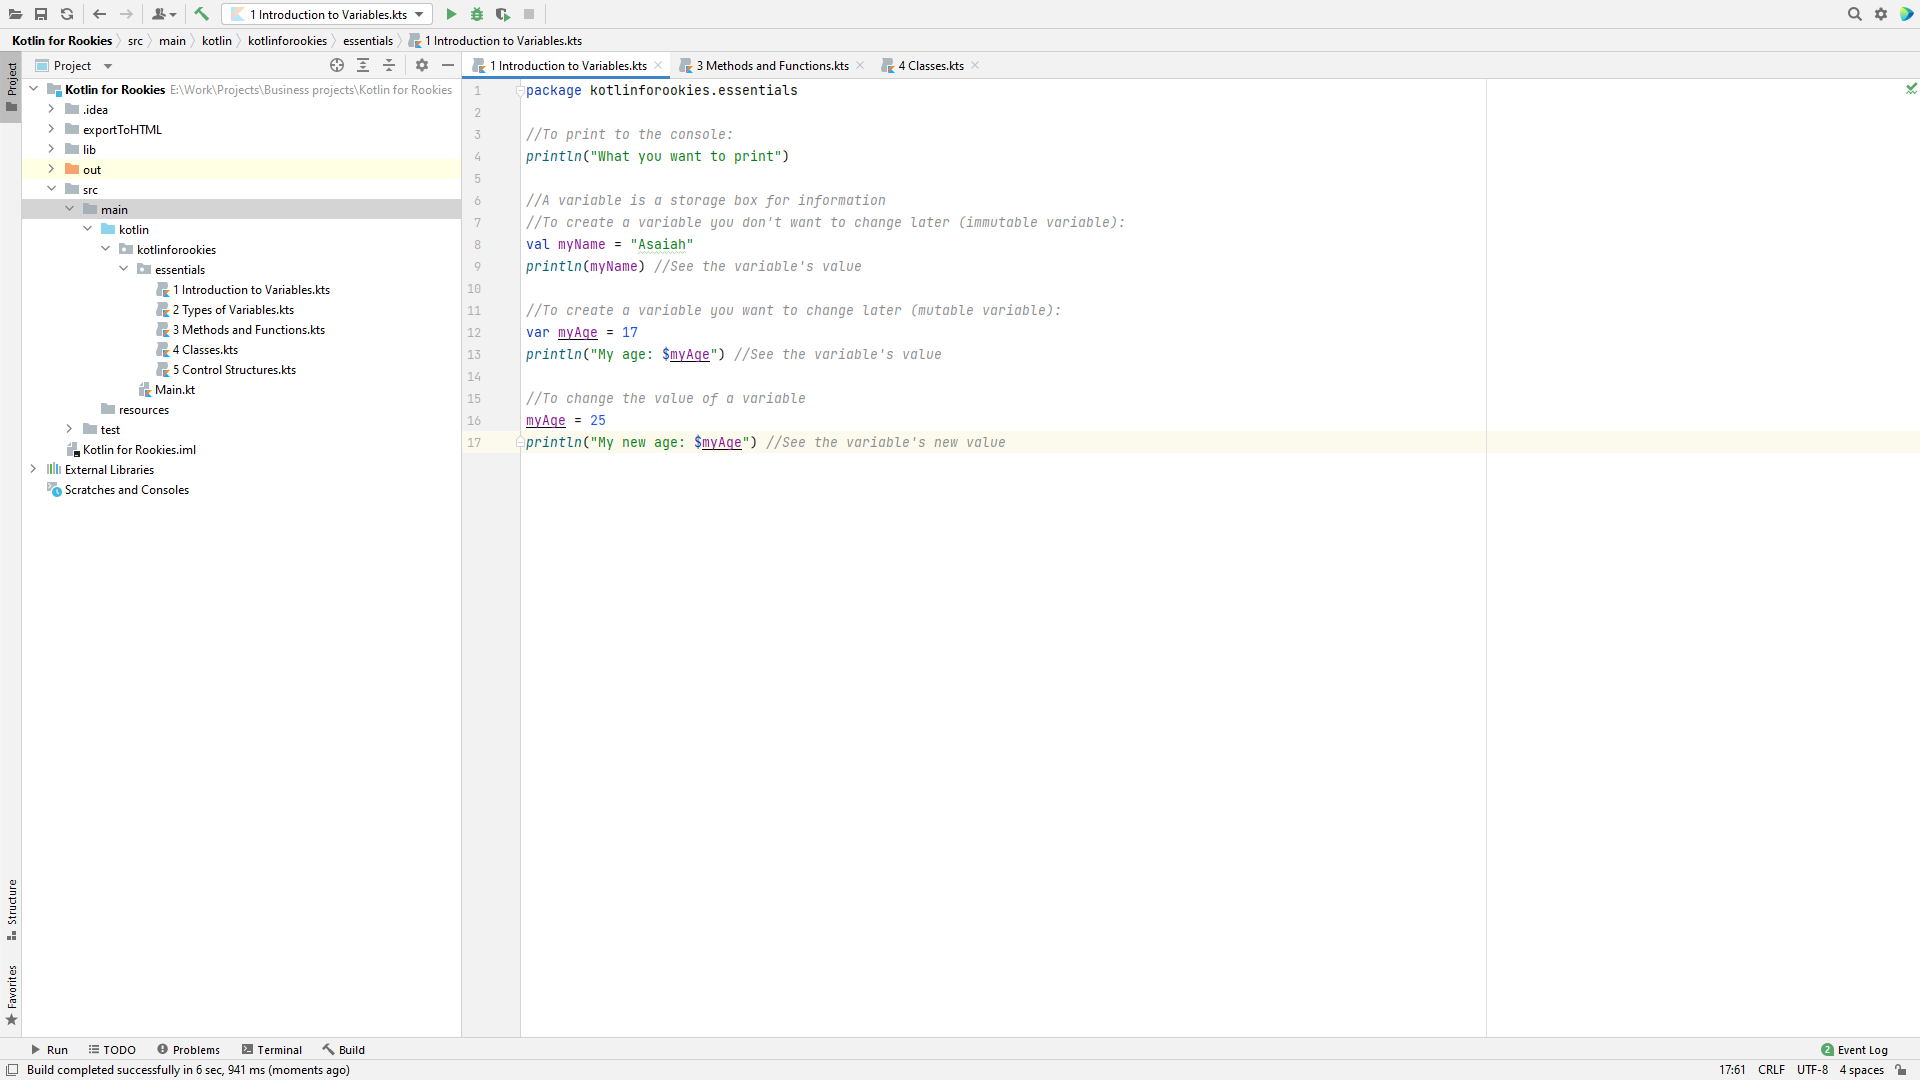 1 Introduction to Variables.kts
Kotlin for Rookies src main kotlin kotlinforookies essentials 1 Introduction to Variables.kts
Project
Project
1 Introduction to Variables.kts
3 Methods and Functions.kts
4 Classes.kts
Kotlin for Rookies E:\Work\Projects\Business projects\Kotlin for Rookies
.idea
exportToHTML
lib
out
src
main
kotlin
kotlinforookies
essentials
1 Introduction to Variables.kts
2 Types of Variables.kts
3 Methods and Functions.kts
4 Classes.kts
5 Control Structures.kts
Main.kt
resources
test
Kotlin for Rookies.iml
External Libraries
Scratches and Consoles
1 package kotlinforookies.essentials
2
3 //To print to the console:
4 println("What you want to print")
5
6 //A variable is a storage box for information
7 //To create a variable you don't want to change later (immutable variable):
8 val myName = "Asaiah"
9 println(myName) //See the variable's value
10
11 //To create a variable you want to change later (mutable variable):
12 var myAge = 17
13 println("My age: $myAge") //See the variable's value
14
15 //To change the value of a variable
16 myAge = 25
17 println("My new age: $myAge") //See the variable's new value
Structure
Favorites
Run TODO Problems Terminal Build
2 Event Log
Build completed successfully in 6 sec, 941 ms (moments ago)
17:61 CRLF UTF-8 4 spaces